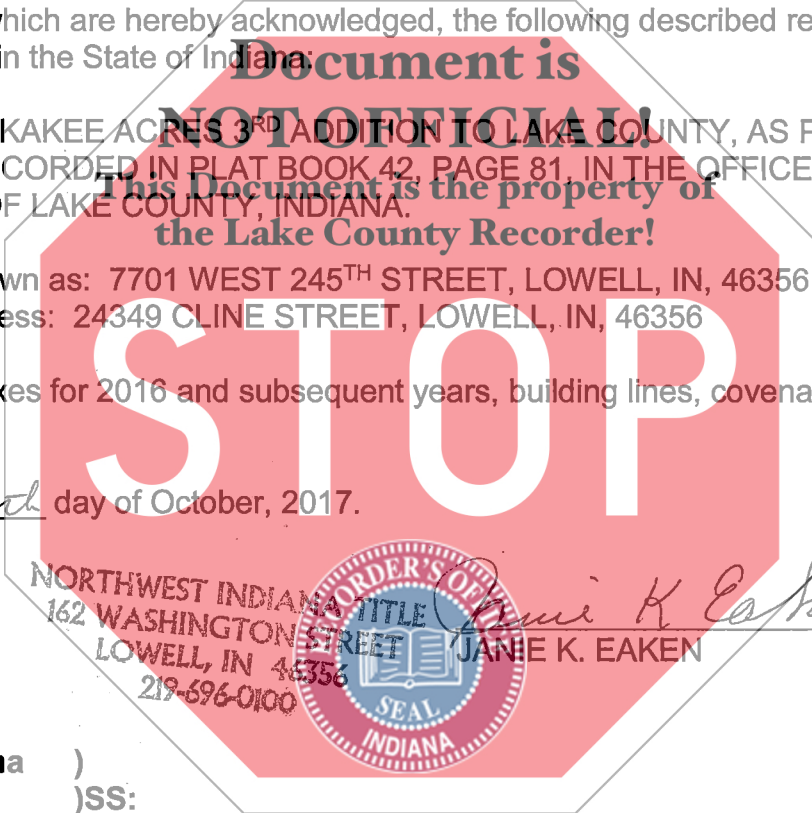 which are hereby acknowledged, the following described re
in the State of Indiana:
Document is
NOT OFFICIAL!
This Document is the property of
the Lake County Recorder!
KAKEE ACRES 3RD ADDITION TO LAKE COUNTY, AS F
CORDED IN PLAT BOOK 42, PAGE 81, IN THE OFFICE
F LAKE COUNTY, INDIANA.
wn as: 7701 WEST 245TH STREET, LOWELL, IN, 46356
ess: 24349 CLINE STREET, LOWELL, IN, 46356
STOP
xes for 2016 and subsequent years, building lines, covena
day of October, 2017.
NORTHWEST INDIANA TITLE
162 WASHINGTON STREET
LOWELL, IN 46356
219-696-0100
Janie K Eaken
JANIE K. EAKEN
RECORDER'S OFFICE
SEAL
INDIANA
na )
)SS: